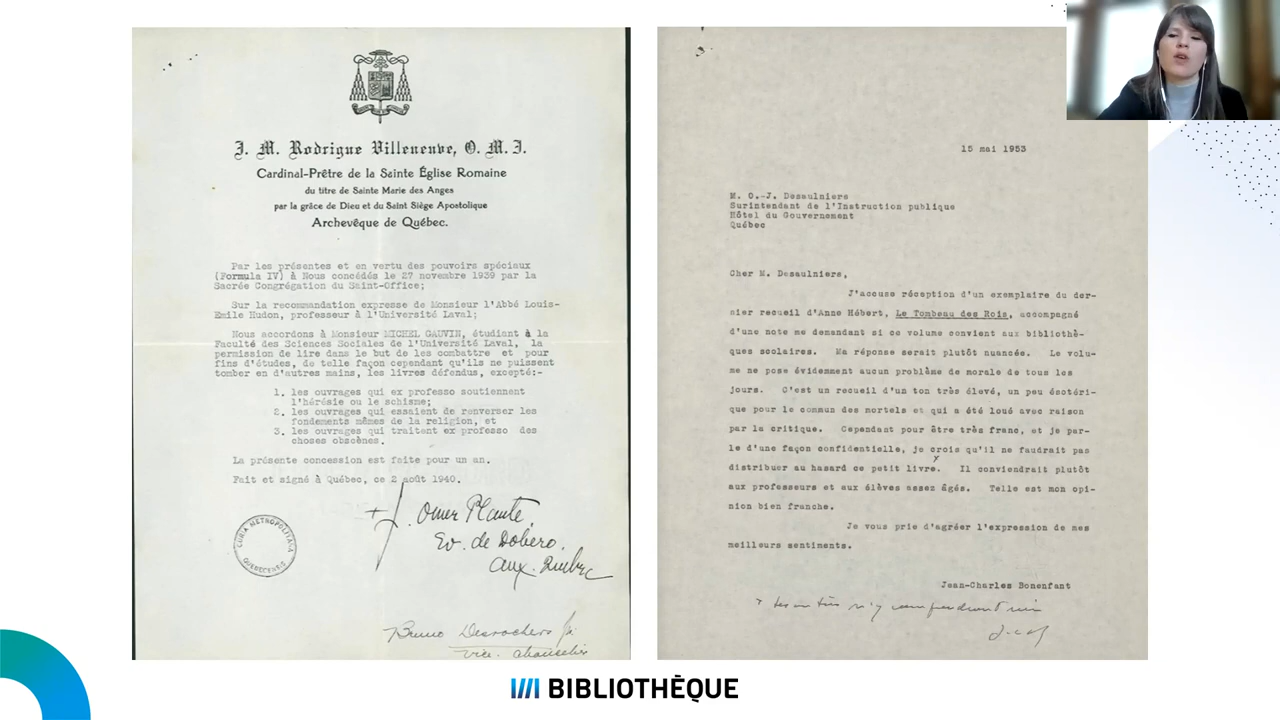 J. M. Rodrigue Villeneuve, O. M. I.
Cardinal-Prêtre de la Sainte Église Romaine
du titre de Sainte Marie des Anges
par la grâce de Dieu et du Saint Siège Apostolique
Archevêque de Québec.
Par les présentes et en vertu des pouvoirs spéciaux
(Formula IV) à Nous concédés le 27 novembre 1939 par la
Sacrée Congrégation du Saint-Office;
Sur la recommandation expresse de Monsieur l'Abbé Louis-
Emile Hudon, professeur à l'Université Laval;
Nous accordons à Monsieur MICHEL GAUVIN, étudiant à la
Faculté des Sciences Sociales de l'Université Laval, la
permission de lire dans le but de les combattre et pour
fins d'études, de telle façon cependant qu'ils ne puissent
tomber en d'autres mains, les livres défendus, excepté:-
1. les ouvrages qui ex professo soutiennent
l'hérésie ou le schisme;
2. les ouvrages qui essaient de renverser les
fondements mêmes de la religion, et
3. les ouvrages qui traitent ex professo des
choses obscènes.
La présente concession est faite pour un an.
Fait et signé à Québec, ce 2 août 1940.
+ J. Omer Plante,
Ev. de Dobero,
aux. Québec
CURIA METROPOLITANA
QUEBECENSIS
Bruno Desrochers
vice-chancelier
15 mai 1953
M. O.-J. Desaulniers
Surintendant de l'Instruction publique
Hôtel du Gouvernement
Québec
Cher M. Desaulniers,
J'accuse réception d'un exemplaire du der-
nier recueil d'Anne Hébert, Le Tombeau des Rois, accompagné
d'une note me demandant si ce volume convient aux bibliothè-
ques scolaires. Ma réponse serait plutôt nuancée. Le volu-
me ne pose évidemment aucun problème de morale de tous les
jours. C'est un recueil d'un ton très élevé, un peu ésotéri-
que pour le commun des mortels et qui a été loué avec raison
par la critique. Cependant pour être très franc, et je par-
le d'une façon confidentielle, je crois qu'il ne faudrait pas
distribuer au hasard ce petit livre. Il conviendrait plutôt
aux professeurs et aux élèves assez âgés. Telle est mon opi-
nion bien franche.
Je vous prie d'agréer l'expression de mes
meilleurs sentiments.
Jean-Charles Bonenfant
n'y comprendront rien
BIBLIOTHÈQUE